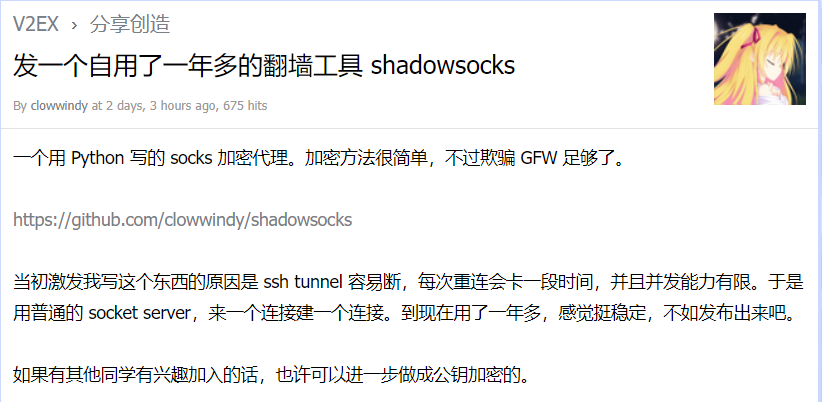 V2EX › 分享创造
发一个自用了一年多的翻墙工具 shadowsocks
By clowwindy at 2 days, 3 hours ago, 675 hits
一个用 Python 写的 socks 加密代理。加密方法很简单，不过欺骗 GFW 足够了。
https://github.com/clowwindy/shadowsocks
当初激发我写这个东西的原因是 ssh tunnel 容易断，每次重连会卡一段时间，并且并发能力有限。于是
用普通的 socket server，来一个连接建一个连接。到现在用了一年多，感觉挺稳定，不如发布出来吧。
如果有其他同学有兴趣加入的话，也许可以进一步做成公钥加密的。